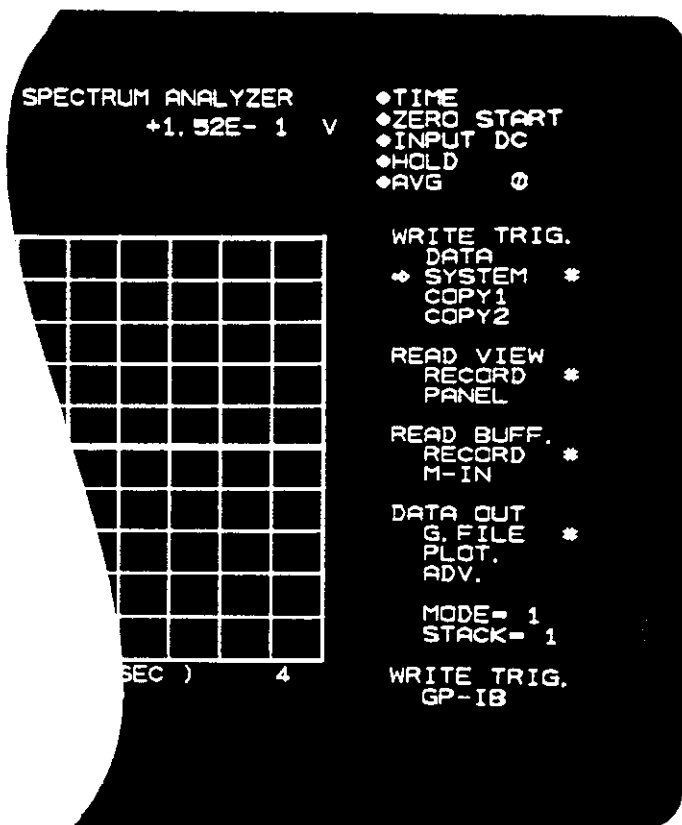 SPECTRUM ANALYZER
+1.52E- 1 V
◆TIME
◆ZERO START
◆INPUT DC
◆HOLD
◆AVG 0
WRITE TRIG.
DATA
SYSTEM *
COPY1
COPY2
READ VIEW
RECORD *
PANEL
READ BUFF.
RECORD *
M-IN
DATA OUT
G.FILE *
PLOT.
ADV.
MODE= 1
STACK= 1
SEC ) 4
WRITE TRIG.
GP-IB